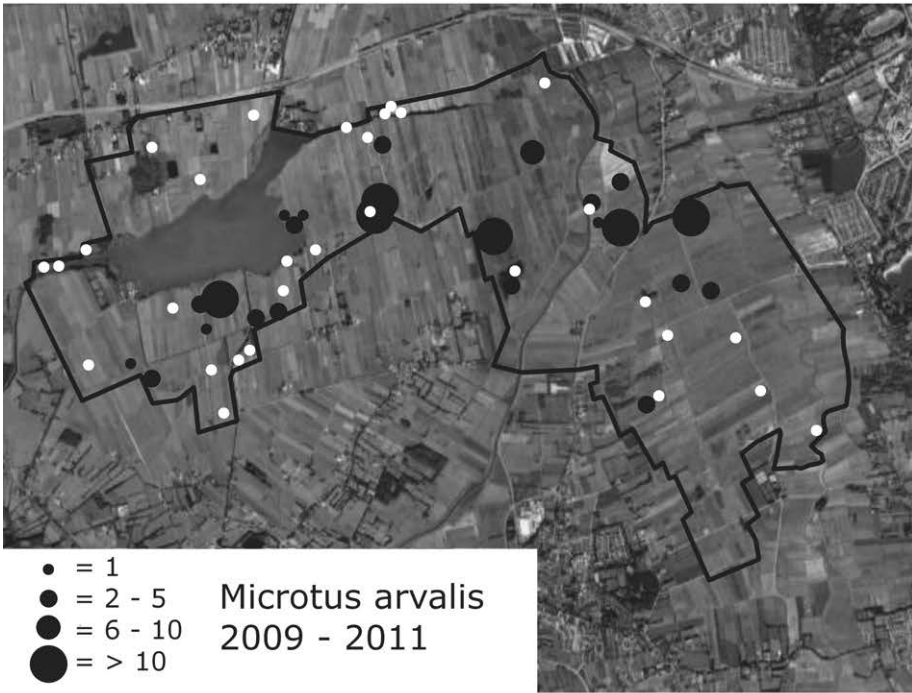 = 1
= 2 - 5
= 6 - 10
= > 10
Microtus arvalis
2009 - 2011